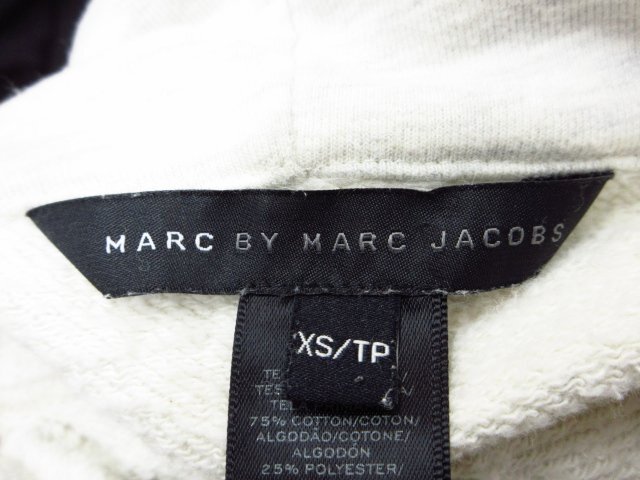 MARC BY MARC JACOBS
XS/TP
75% COTTON/COTON/
ALGODÃO/COTONE/
ALGODÓN
25% POLYESTER/